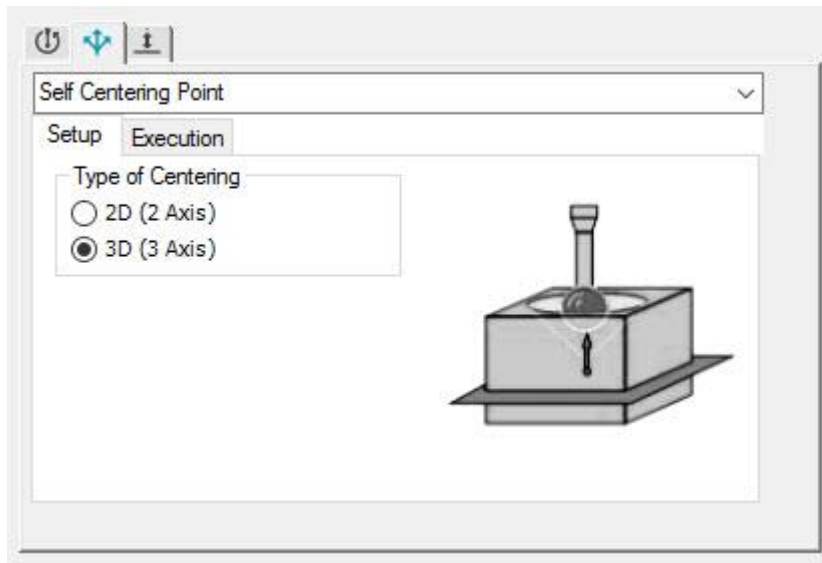 Self Centering Point
Setup Execution
Type of Centering
2D (2 Axis)
3D (3 Axis)